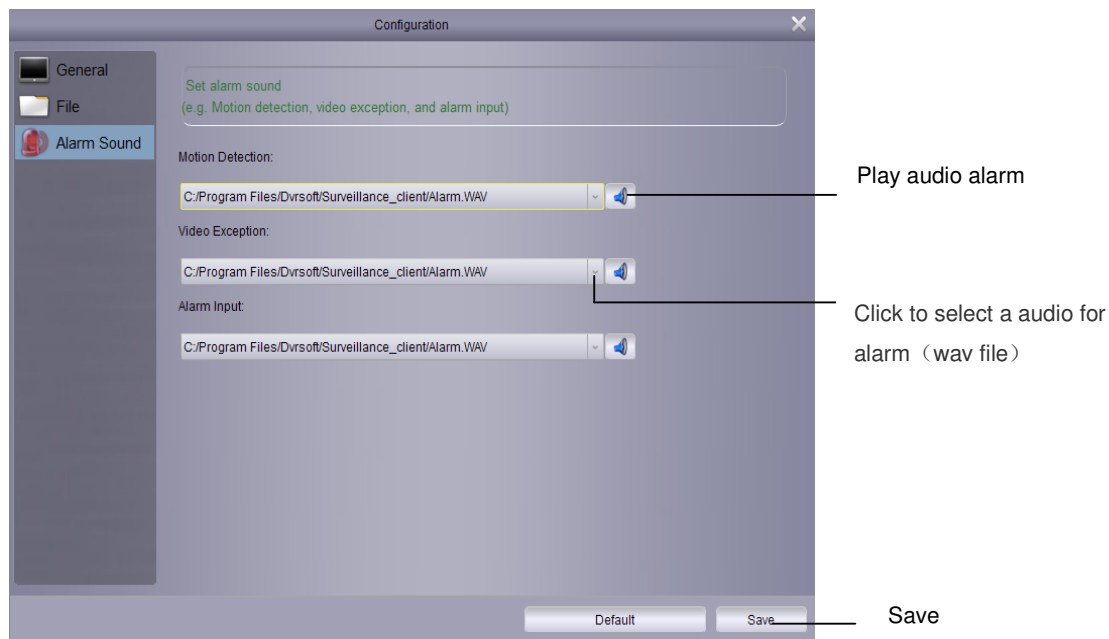 Configuration
General
File
Alarm Sound
Set alarm sound
(e.g. Motion detection, video exception, and alarm input)
Motion Detection:
C:/Program Files/Dvrsoft/Surveillance_client/Alarm.WAV
Video Exception:
C:/Program Files/Dvrsoft/Surveillance_client/Alarm.WAV
Alarm Input:
C:/Program Files/Dvrsoft/Surveillance_client/Alarm.WAV
Default
Save
Play audio alarm
Click to select a audio for
alarm（wav file）
Save